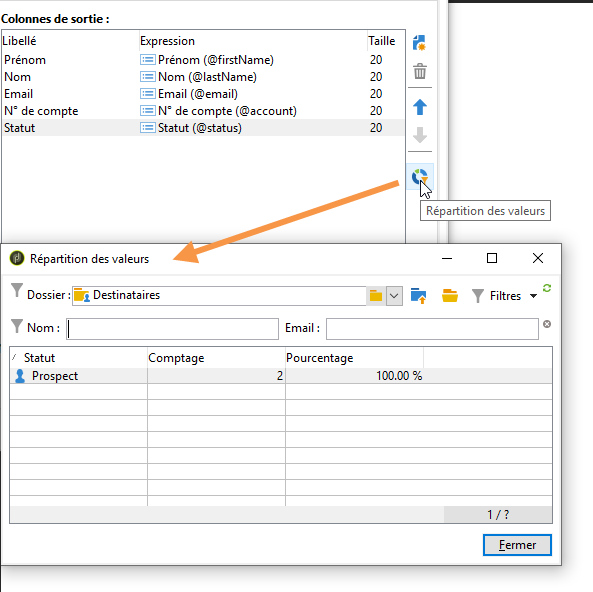 Colonnes de sortie :
Libellé Expression Taille
Prénom Prénom (@firstName) 20
Nom Nom (@lastName) 20
Email Email (@email) 20
N° de compte N° de compte (@account) 20
Statut Statut (@status) 20
Répartition des valeurs
Répartition des valeurs
Dossier : Destinataires Filtres
Nom : Email :
Statut Comptage Pourcentage
Prospect 2 100.00 %
1 / ?
Fermer